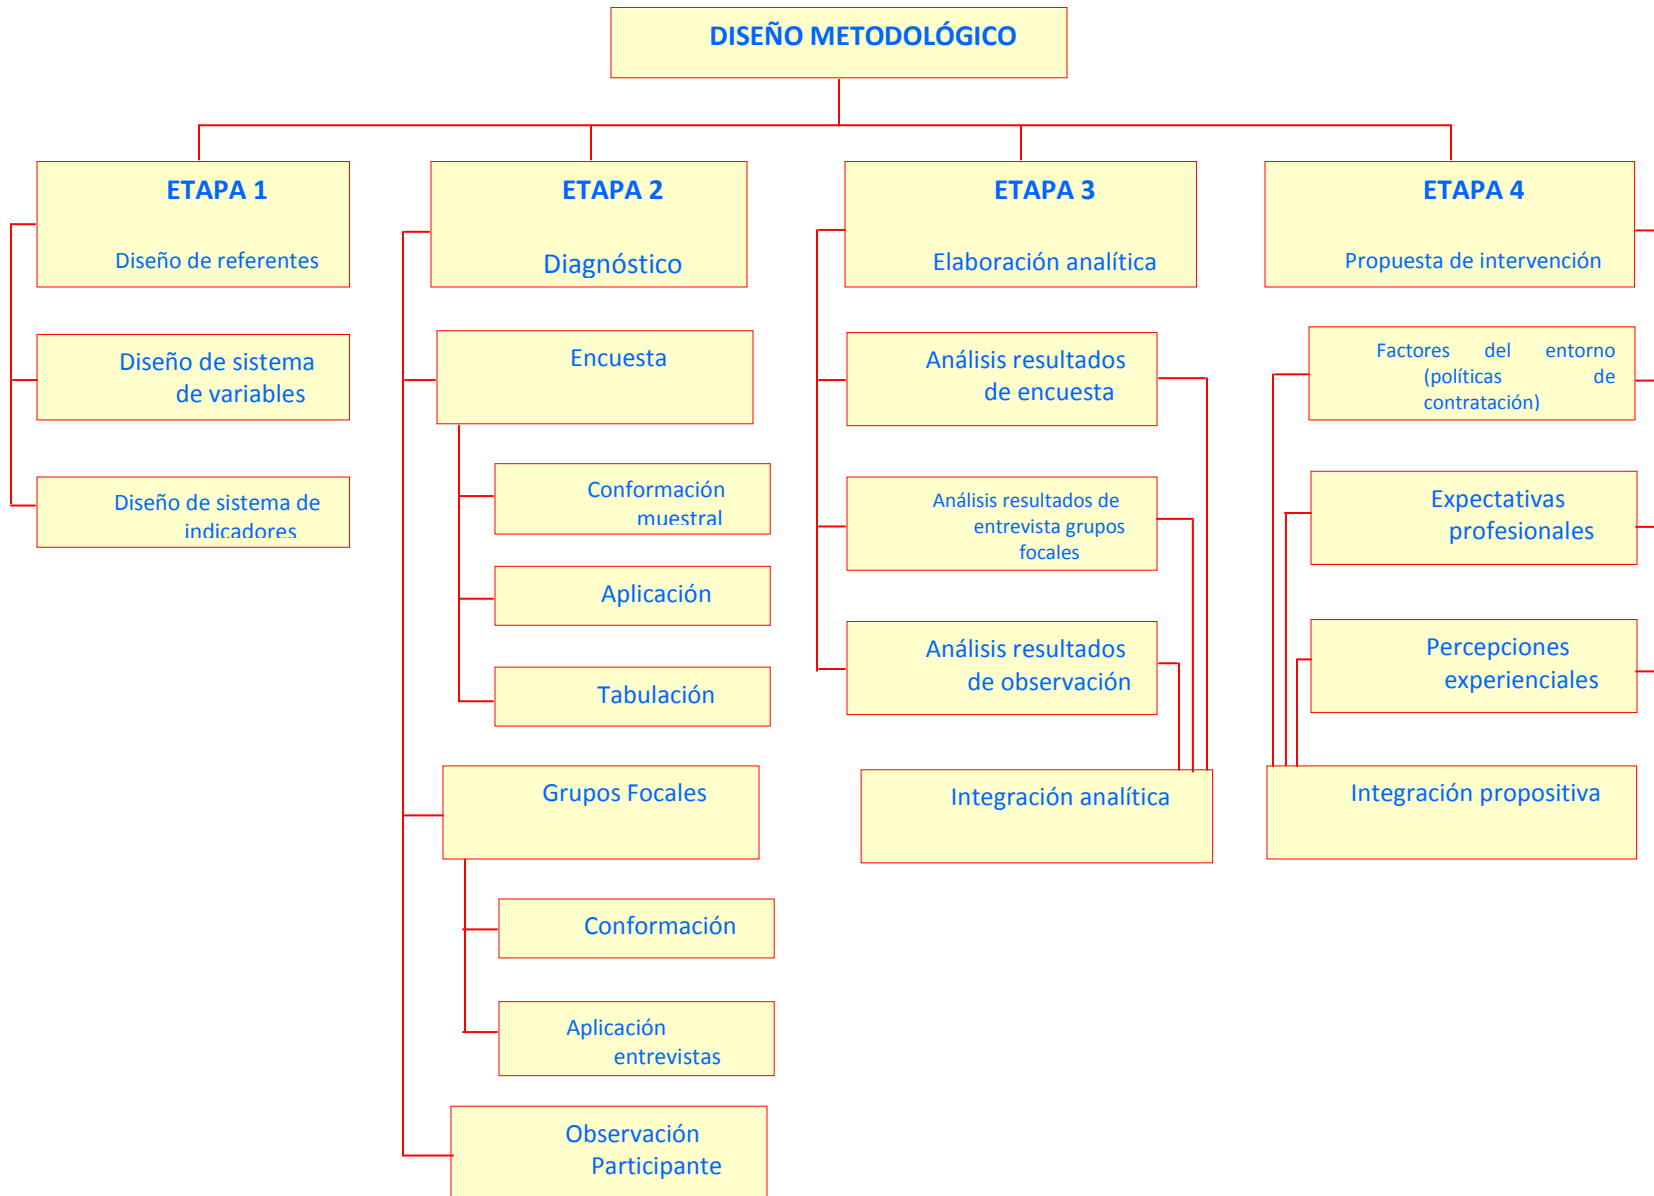 DISEÑO METODOLÓGICO
ETAPA 1
Diseño de referentes
Diseño de sistema
de variables
Diseño de sistema de
indicadores
ETAPA 2
Diagnóstico
Encuesta
Conformación
muestral
Aplicación
Tabulación
Grupos Focales
Conformación
Aplicación
entrevistas
Observación
Participante
ETAPA 3
Elaboración analítica
Análisis resultados
de encuesta
Análisis resultados de
entrevista grupos
focales
Análisis resultados
de observación
Integración analítica
ETAPA 4
Propuesta de intervención
Factores del entorno
(políticas de
contratación)
Expectativas
profesionales
Percepciones
experienciales
Integración propositiva